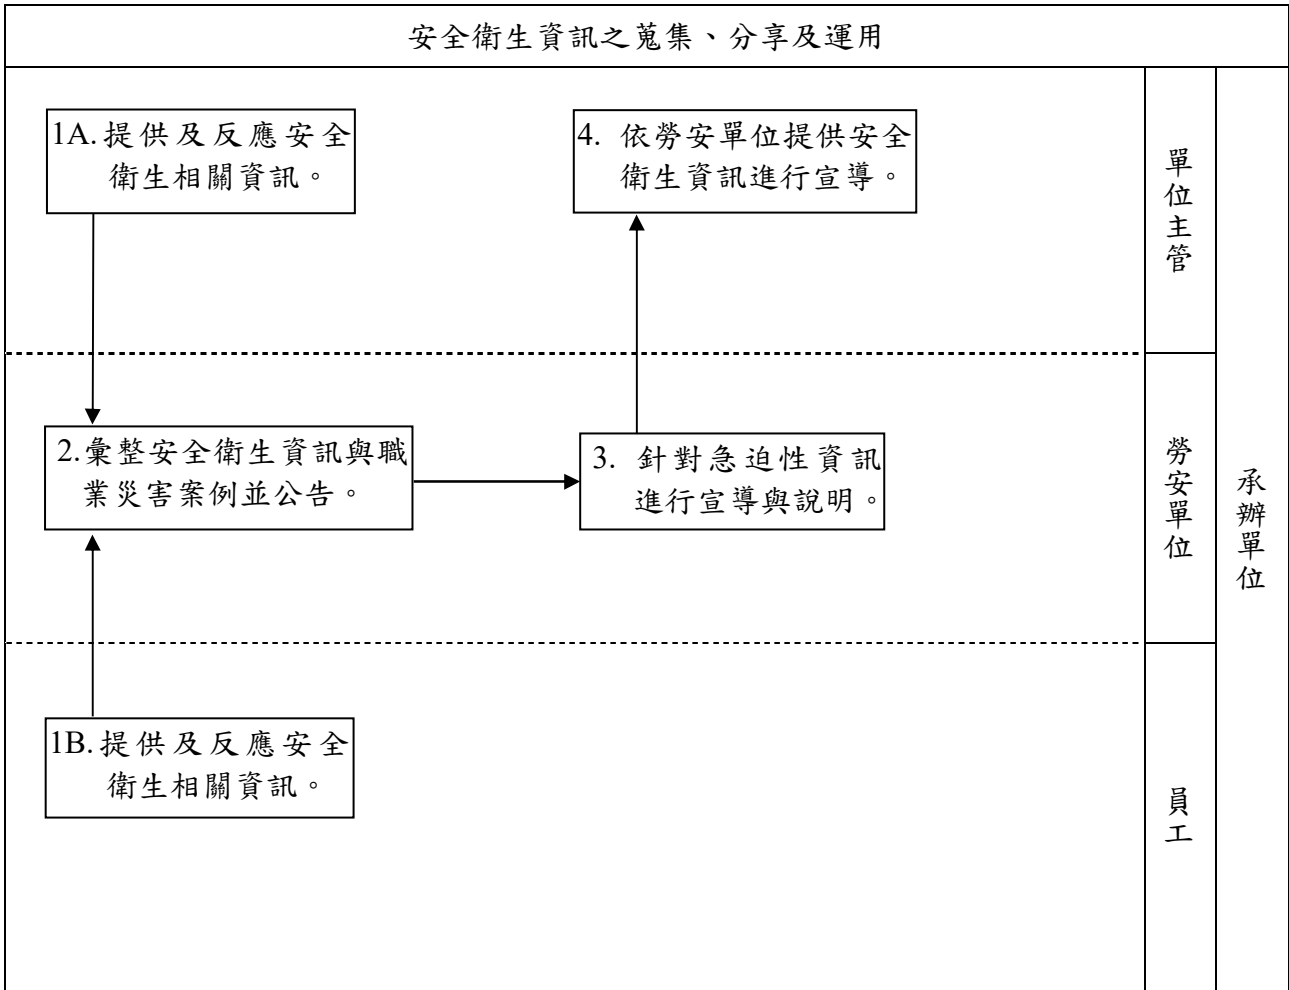 安全衛生資訊之蒐集、分享及運用
1A.提供及反應安全
衛生相關資訊。
4. 依勞安單位提供安全
衛生資訊進行宣導。
單位主管
2.彙整安全衛生資訊與職
業災害案例並公告。
3. 針對急迫性資訊
進行宣導與說明。
勞安單位
承辦單位
1B.提供及反應安全
衛生相關資訊。
員工